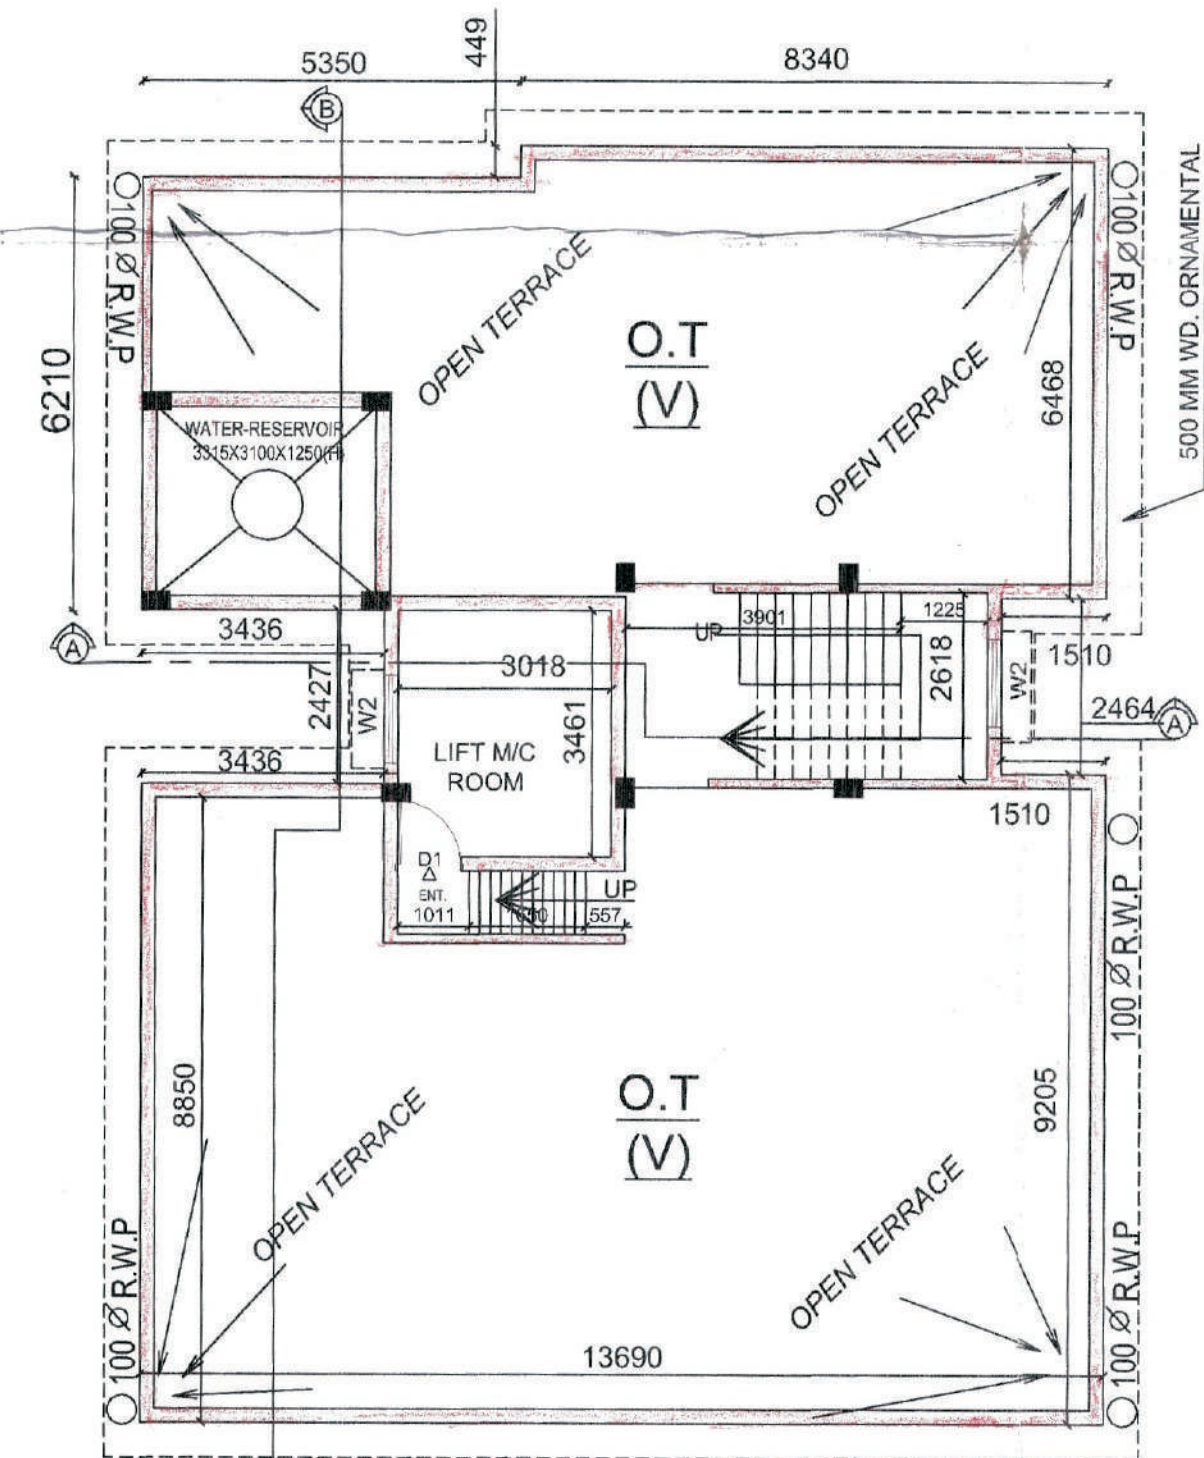 449
5350
8340
B
500 MM WD. ORNAMENTAL
100 Ø R.W.P
100 Ø R.W.P
OPEN TERRACE
O.T
(V)
OPEN TERRACE
6210
6468
WATER-RESERVOIR
3315X3100X1250(H)
3436
A
3018
3901
UP
1225
2618
1510
W2
2464
A
2427
W2
3461
3436
LIFT M/C
ROOM
1510
D1
ENT.
1011
UP
557
100 Ø R.W.P
8850
O.T
(V)
9205
OPEN TERRACE
OPEN TERRACE
100 Ø R.W.P
100 Ø R.W.P
13690